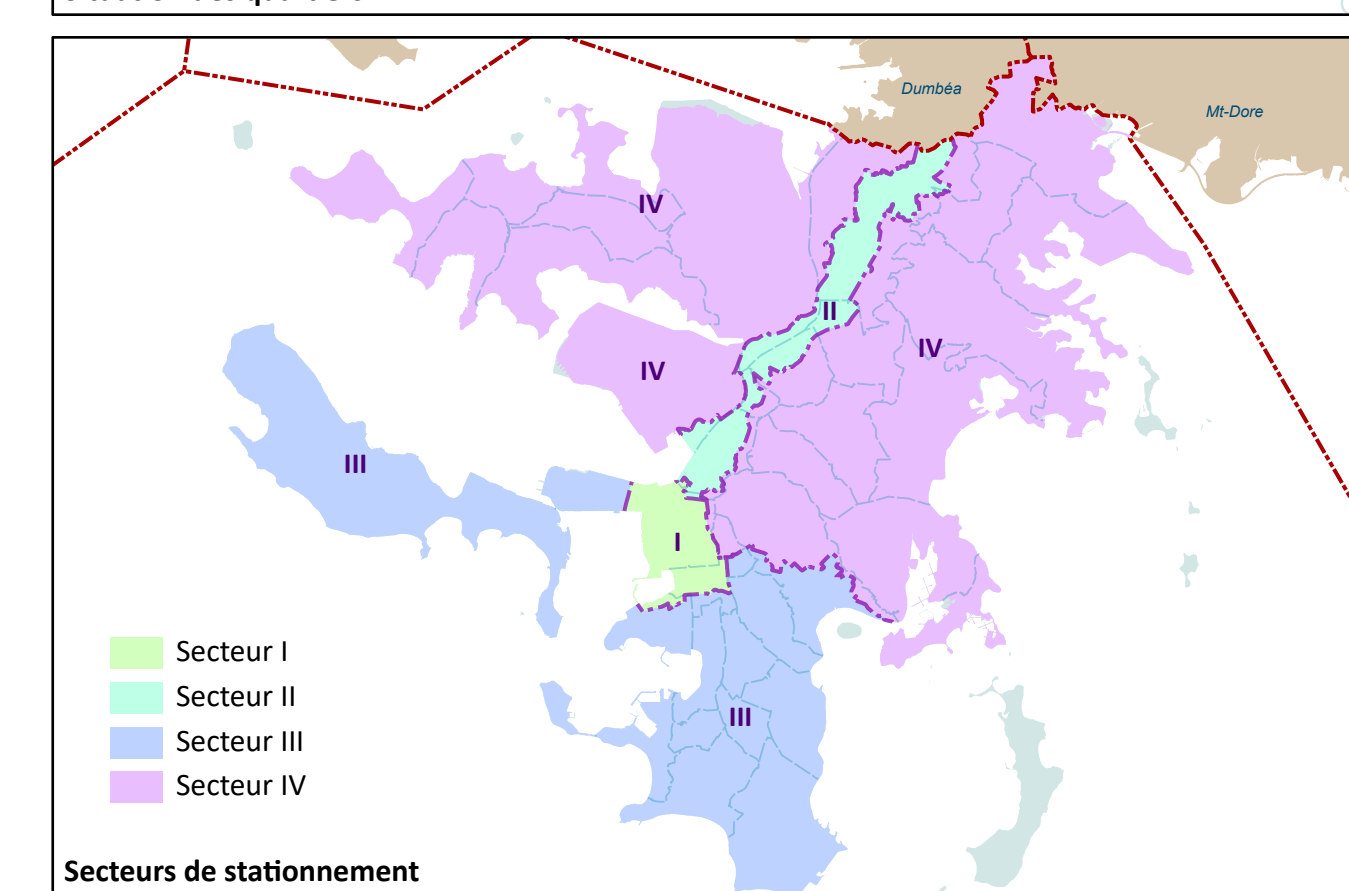 Dumbéa
Mt-Dore
IV
II
IV
IV
III
I
Secteur I
Secteur II
Secteur III
Secteur IV
III
Secteurs de stationnement